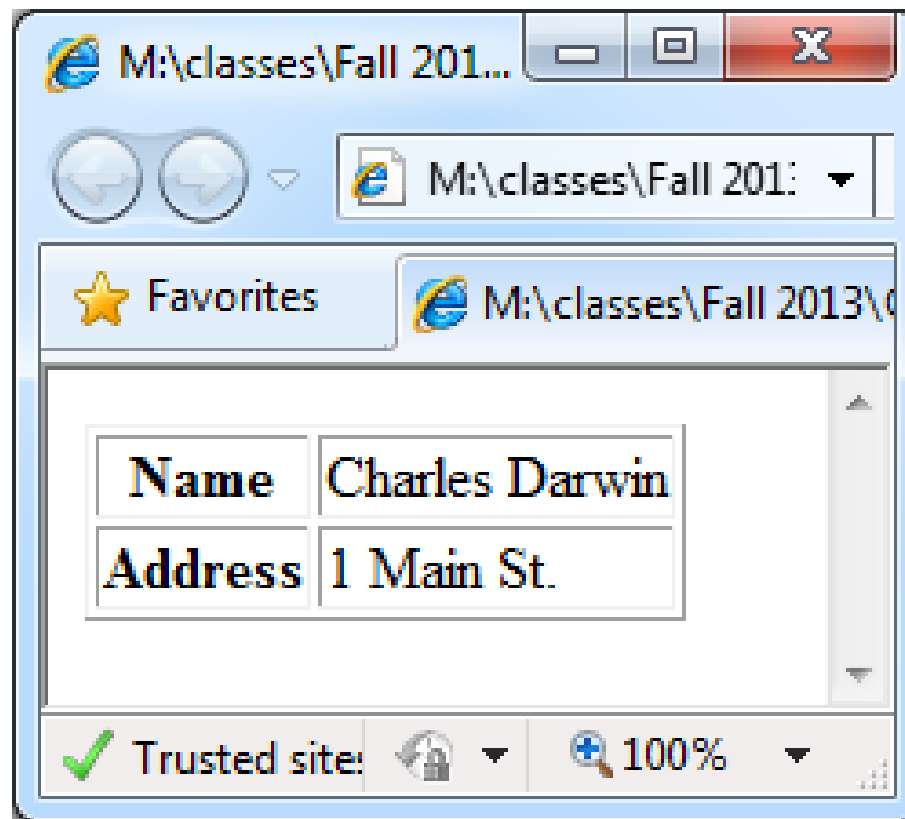 M:\classes\Fall 201...
M:\classes\Fall 201
Favorites
M:\classes\Fall 2013\
Name Charles Darwin
Address 1 Main St.
Trusted site
100%